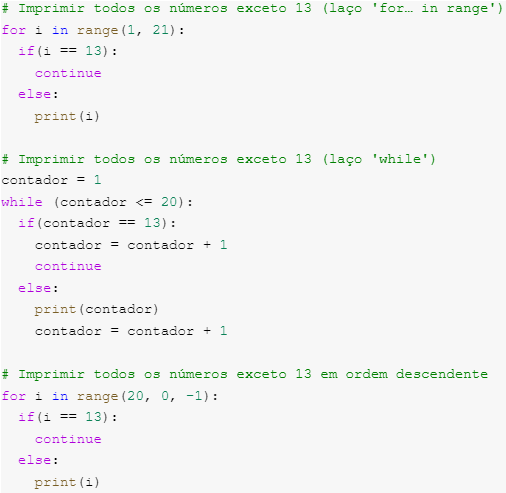 # Imprimir todos os números exceto 13 (laço 'for… in range')
for i in range(1, 21):
  if(i == 13):
    continue
  else:
    print(i)

# Imprimir todos os números exceto 13 (laço 'while')
contador = 1
while (contador <= 20):
  if(contador == 13):
    contador = contador + 1
    continue
  else:
    print(contador)
    contador = contador + 1

# Imprimir todos os números exceto 13 em ordem descendente
for i in range(20, 0, -1):
  if(i == 13):
    continue
  else:
    print(i)